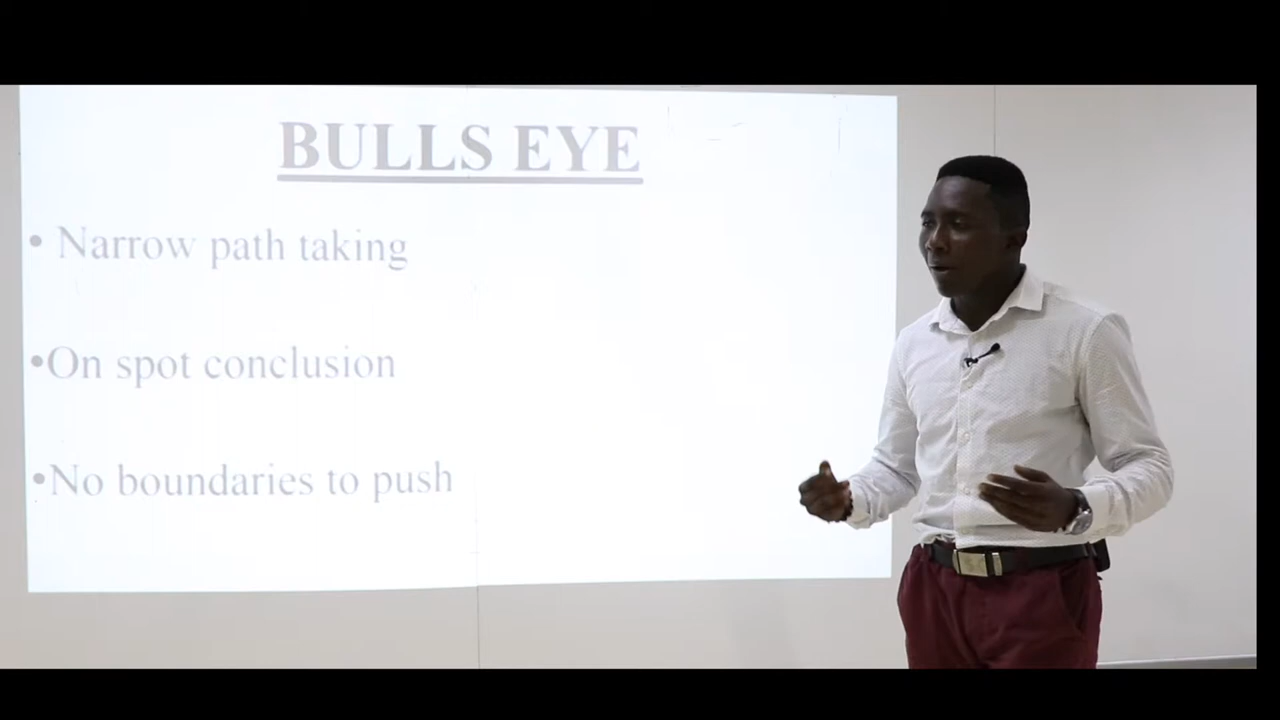 BULLS EYE
• Narrow path taking
•On spot conclusion
•No boundaries to push